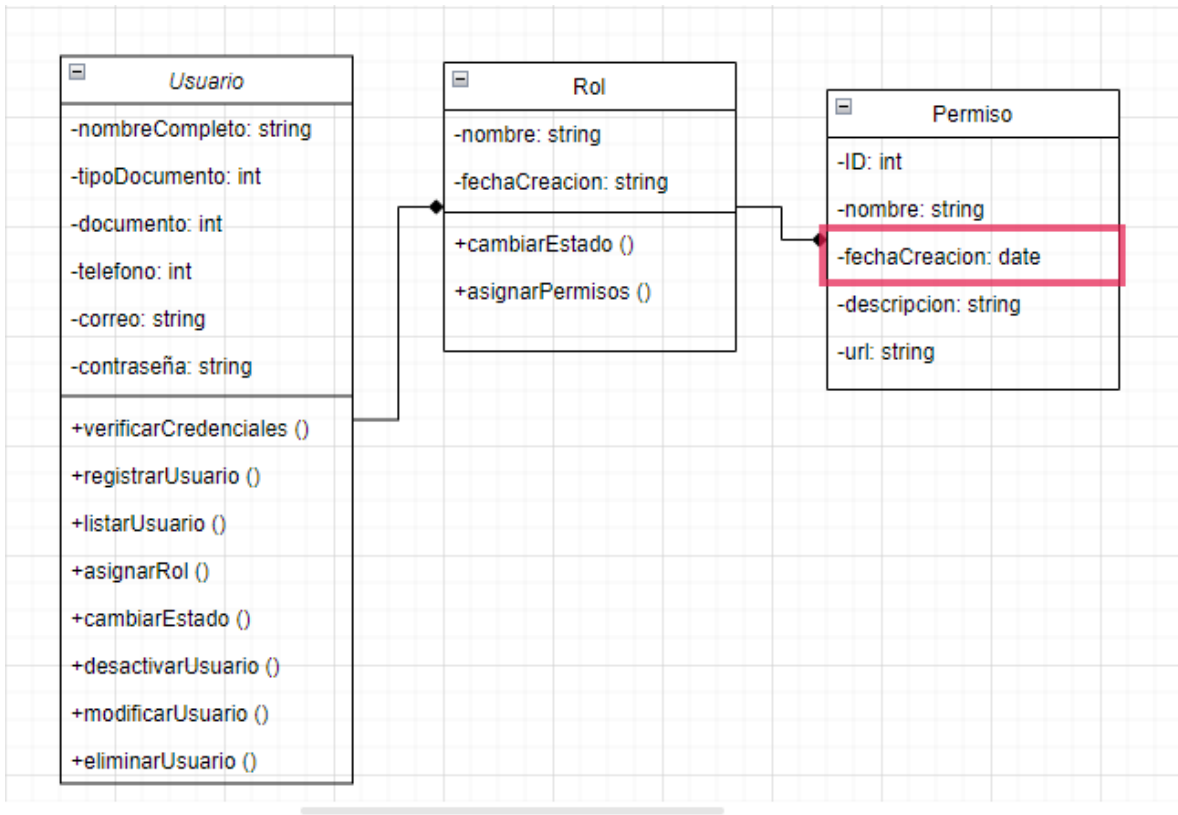 Usuario
-nombreCompleto: string
-tipoDocumento: int
-documento: int
-telefono: int
-correo: string
-contraseña: string
+verificarCredenciales ()
+registrarUsuario ()
+listarUsuario ()
+asignarRol ()
+cambiarEstado ()
+desactivarUsuario ()
+modificarUsuario ()
+eliminarUsuario ()
Rol
-nombre: string
-fechaCreacion: string
+cambiarEstado ()
+asignarPermisos ()
Permiso
-ID: int
-nombre: string
-fechaCreacion: date
-descripcion: string
-url: string